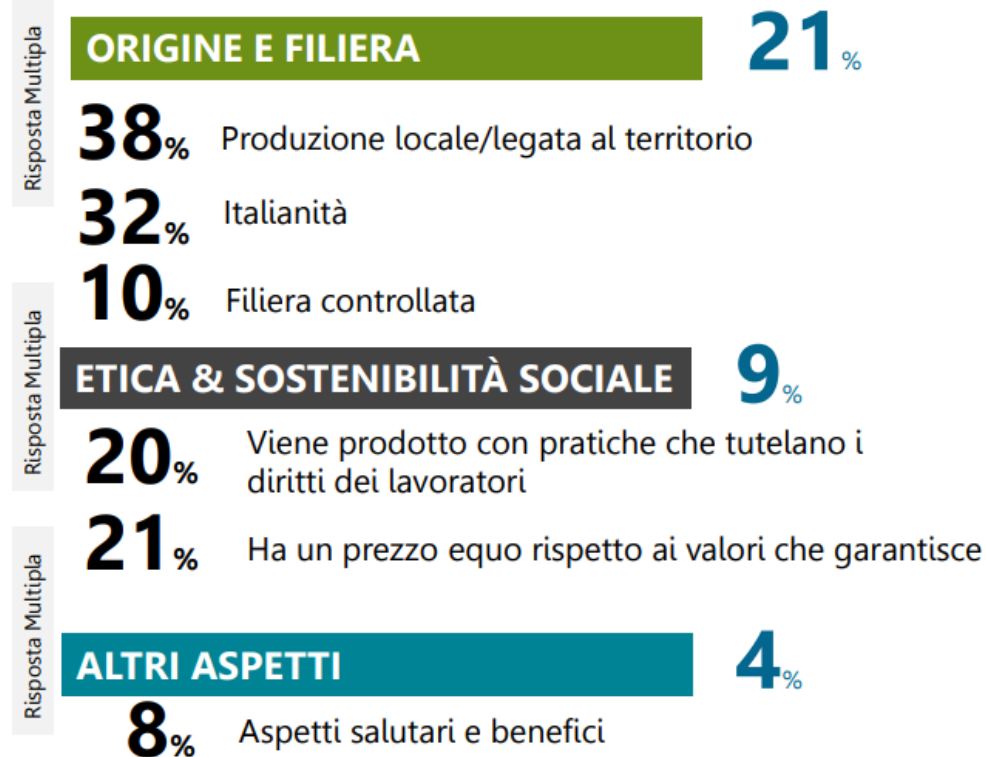 Risposta Multipla
ORIGINE E FILIERA 21%
38% Produzione locale/legata al territorio
32% Italianità
10% Filiera controllata
Risposta Multipla
ETICA & SOSTENIBILITÀ SOCIALE 9%
20% Viene prodotto con pratiche che tutelano i
diritti dei lavoratori
21% Ha un prezzo equo rispetto ai valori che garantisce
Risposta Multipla
ALTRI ASPETTI 4%
8% Aspetti salutari e benefici